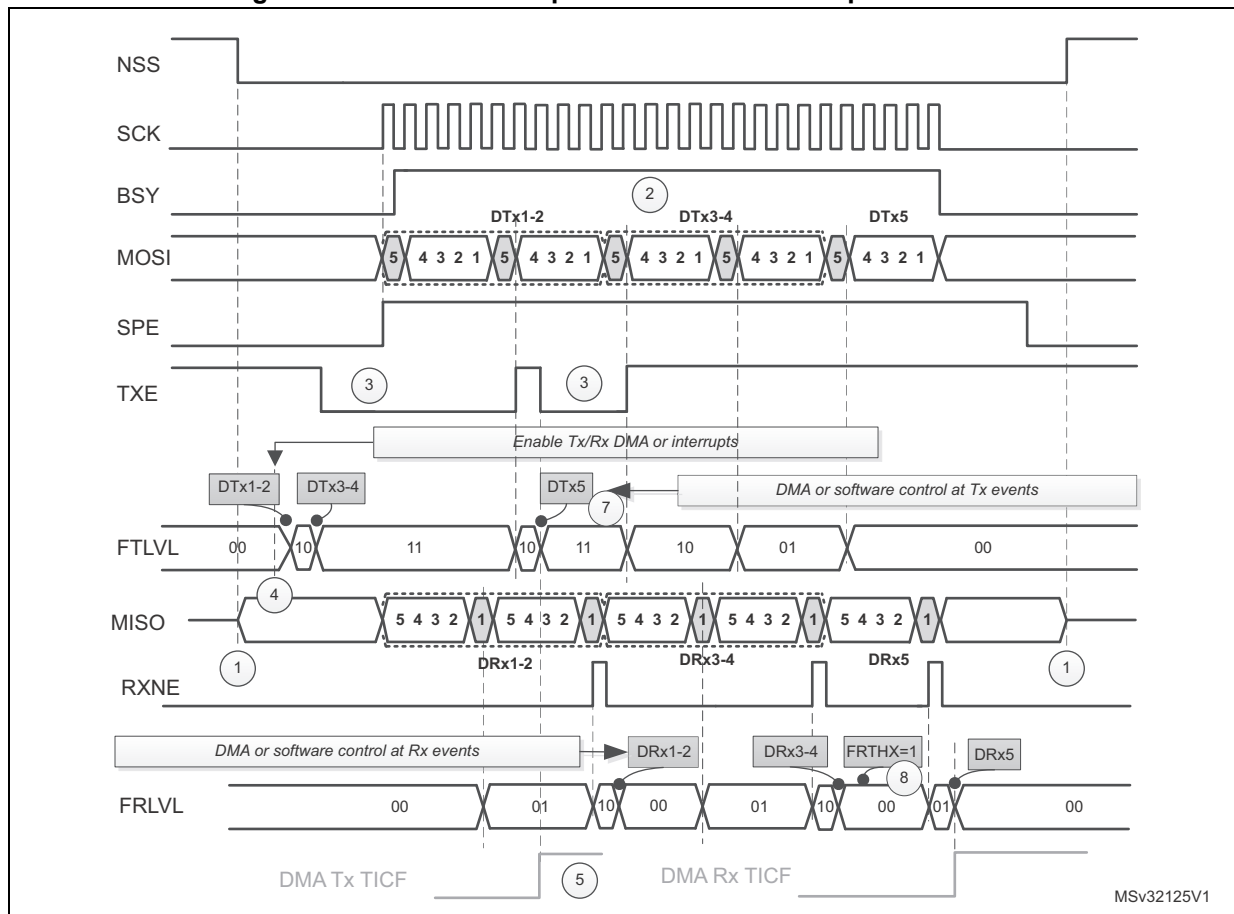 NSS
SCK
BSY
2
DTx1-2 DTx3-4 DTx5
MOSI 5 4 3 2 1 5 4 3 2 1 5 4 3 2 1 5 4 3 2 1 5 4 3 2 1
SPE
TXE 3 3
Enable Tx/Rx DMA or interrupts
DTx1-2 DTx3-4 DTx5 DMA or software control at Tx events
7
FTLVL 00 10 11 10 11 10 01 00
4
MISO 5 4 3 2 1 5 4 3 2 1 5 4 3 2 1 5 4 3 2 1 5 4 3 2 1
1 DRx1-2 DRx3-4 DRx5 1
RXNE
DMA or software control at Rx events DRx1-2 DRx3-4 FRTHX=1 DRx5
8
FRLVL 00 01 10 00 01 10 00 01 00
DMA Tx TICF 5 DMA Rx TICF
MSv32125V1